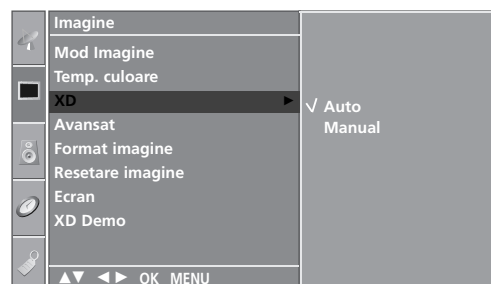 Imagine
Mod Imagine
Temp. culoare
XD ►
Avansat
Format imagine
Resetare imagine
Ecran
XD Demo
√ Auto
Manual
▲▼ ◄► OK MENU